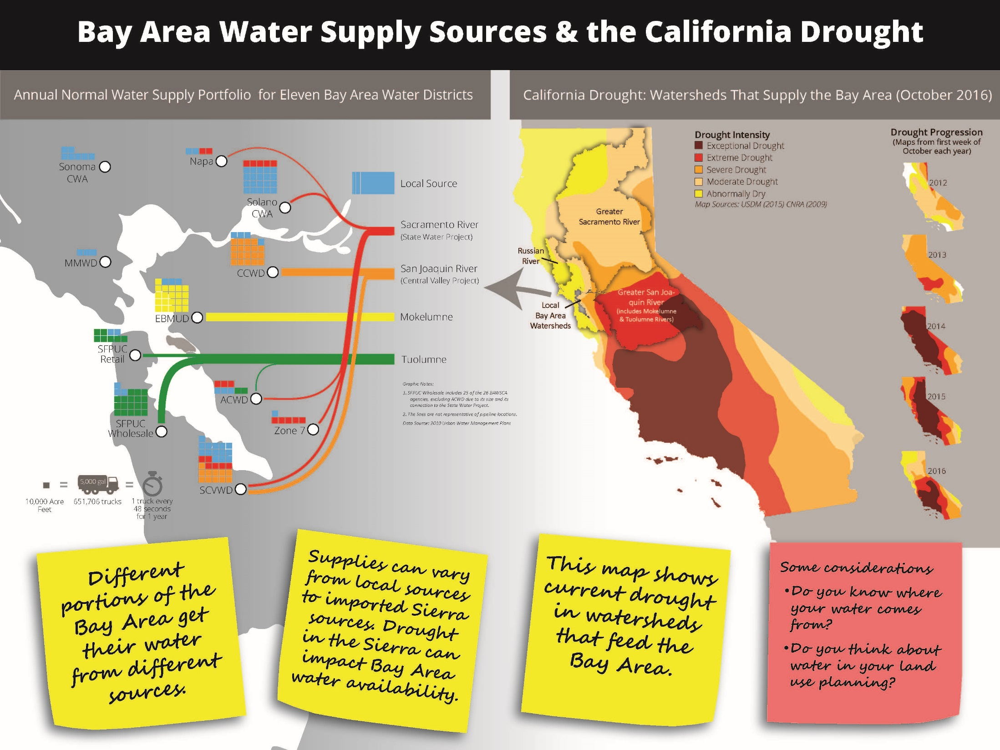 Bay Area Water Supply Sources & the California Drought
Annual Normal Water Supply Portfolio for Eleven Bay Area Water Districts
Sonoma
CWA
Napa
Solano
CWA
MMWD
CCWD
EBMUD
SFPUC
Retail
SFPUC
Wholesale
ACWD
Zone 7
SCVWD
Local Source
Sacramento River
(State Water Project)
San Joaquin River
(Central Valley Project)
Mokelumne
Tuolumne
Graphic Notes:
1. SFPUC Wholesale includes 25 of the 26 BAWSCA
agencies, excluding ACWD due to its size and its
connection to the State Water Project.
2. The lines are not representative of pipeline locations.
Data Source: 2010 Urban Water Management Plans
=
5,000 gal
=
10,000 Acre
Feet
651,706 trucks
1 truck every
48 seconds
for 1 year
California Drought: Watersheds That Supply the Bay Area (October 2016)
Drought Intensity
Exceptional Drought
Extreme Drought
Severe Drought
Moderate Drought
Abnormally Dry
Map Sources: USDM (2015) CNRA (2009)
Greater
Sacramento River
Russian
River
Local
Bay Area
Watersheds
Greater San Joa-
quin River
(includes Mokelumne
& Tuolumne Rivers)
Drought Progression
(Maps from first week of
October each year)
2012
2013
2014
2015
2016
Different
portions of the
Bay Area get
their water
from different
sources.
Supplies can vary
from local sources
to imported Sierra
sources. Drought
in the Sierra can
impact Bay Area
water availability.
This map shows
current drought
in watersheds
that feed the
Bay Area.
Some considerations
•Do you know where
your water comes
from?
•Do you think about
water in your land
use planning?